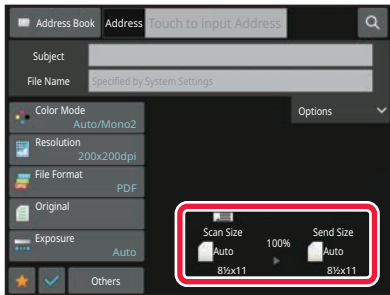 Address Book Address Touch to input Address
Subject
File Name Specified by System Settings
Options
Color Mode
Auto/Mono2
Resolution
200x200dpi
File Format
PDF
Original
Exposure
Auto
Scan Size Send Size
Auto 100% Auto
8½x11 8½x11
Others